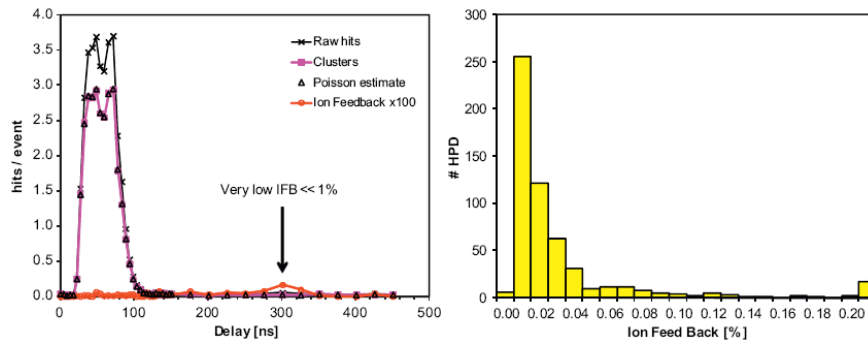 4.0
3.5
3.0
2.5
2.0
1.5
1.0
0.5
0.0
hits / event
Raw hits
Clusters
Poisson estimate
Ion Feedback x100
Very low IFB << 1%
0 100 200 300 400 500
Delay [ns]
300
250
200
150
100
50
0
# HPD
0.00 0.02 0.04 0.06 0.08 0.10 0.12 0.14 0.16 0.18 0.20
Ion Feed Back [%]